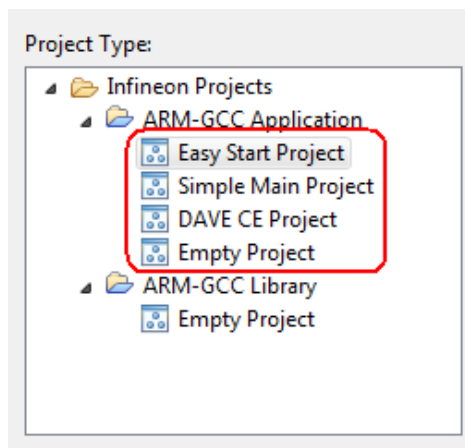 Project Type:
Infineon Projects
ARM-GCC Application
Easy Start Project
Simple Main Project
DAVE CE Project
Empty Project
ARM-GCC Library
Empty Project